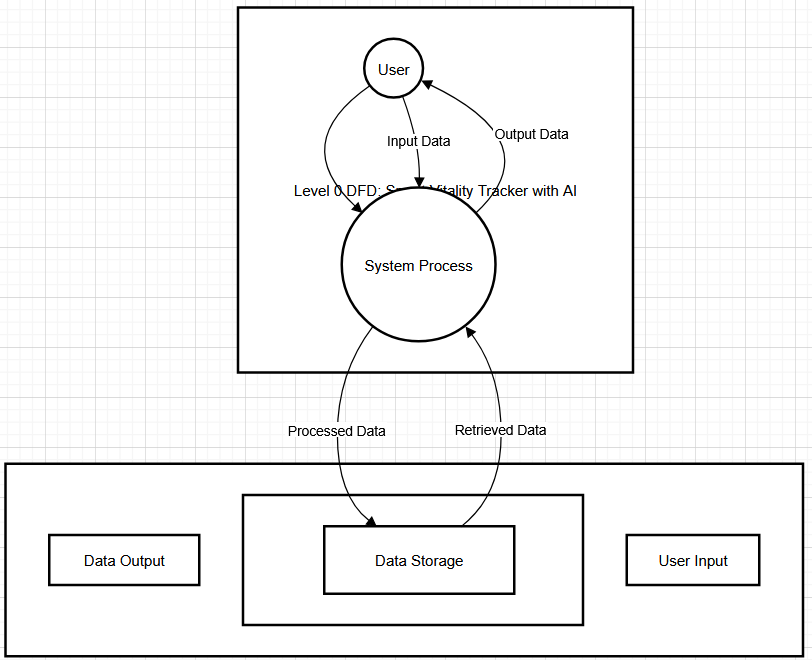 User
Input Data
Output Data
Level 0 DFD: Vitality Tracker with AI
System Process
Processed Data
Retrieved Data
Data Output
Data Storage
User Input